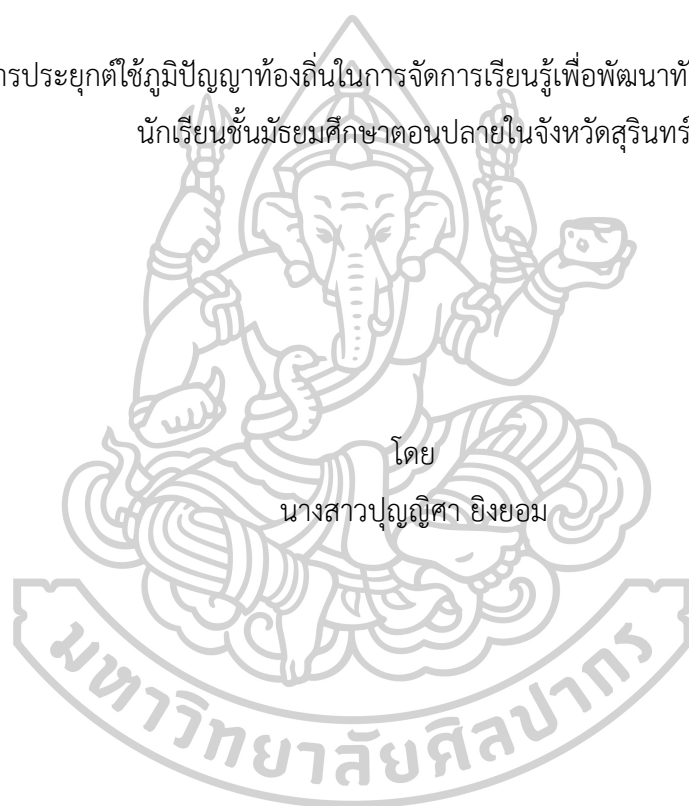 ารประยุกต์ใช้ภูมิปัญญาท้องถิ่นในการจัดการเรียนรู้เพื่อพัฒนาทั
นักเรียนชั้นมัธยมศึกษาตอนปลายในจังหวัดสุรินทร์
โดย
นางสาวปุญญิศา ยิงยอม
มหาวิทยาลัยศิลปากร